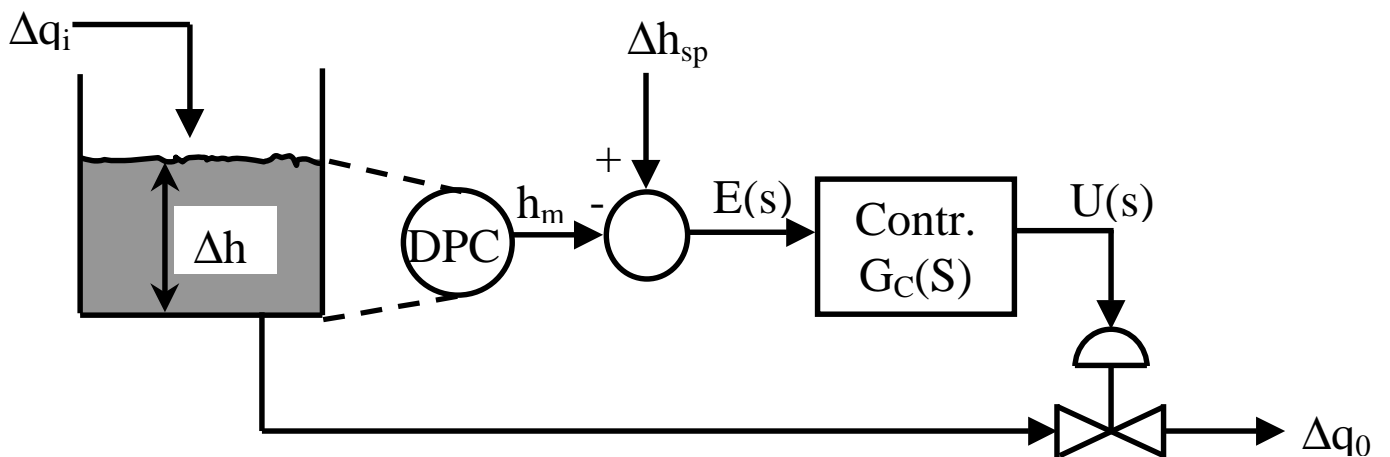 Δqᵢ
Δhsp
+
-
hm
E(s)
U(s)
DPC
Contr.
GC(S)
Δh
Δq0